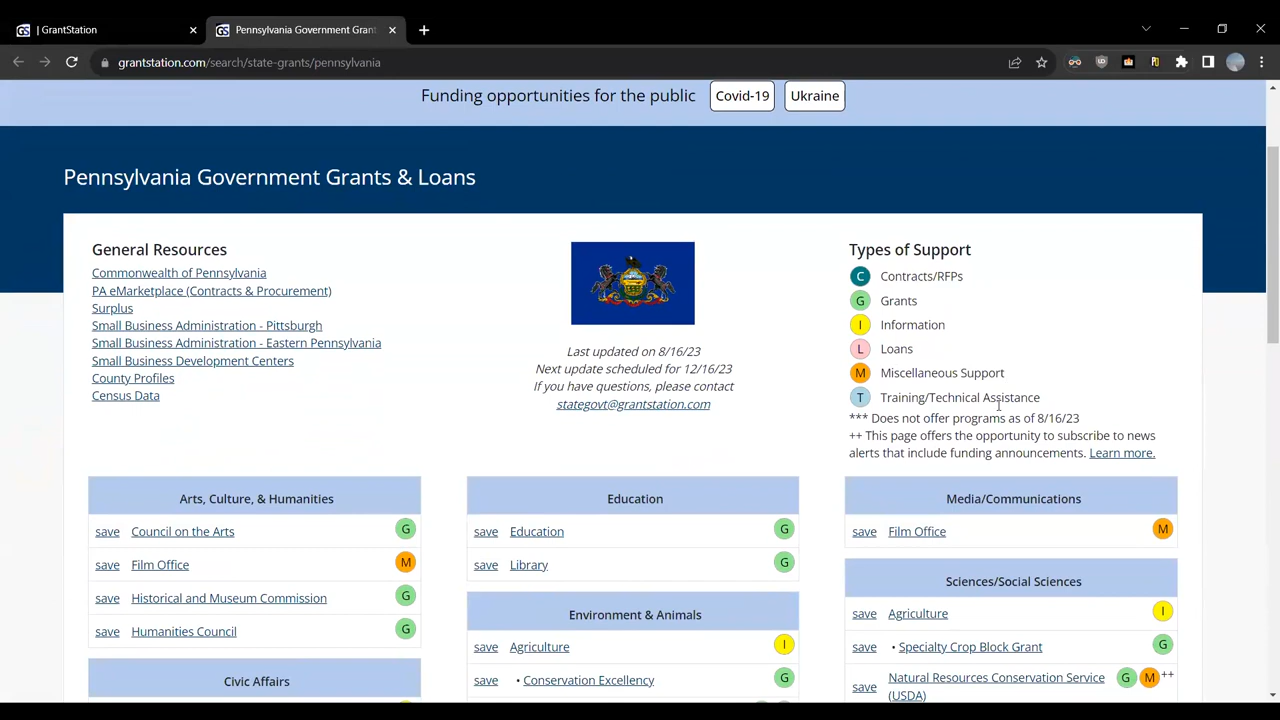 | GrantStation
Pennsylvania Government Gran
grantstation.com/search/state-grants/pennsylvania
Funding opportunities for the public Covid-19 Ukraine
Pennsylvania Government Grants & Loans
General Resources
Commonwealth of Pennsylvania
PA eMarketplace (Contracts & Procurement)
Surplus
Small Business Administration - Pittsburgh
Small Business Administration - Eastern Pennsylvania
Small Business Development Centers
County Profiles
Census Data
Last updated on 8/16/23
Next update scheduled for 12/16/23
If you have questions, please contact
stategovt@grantstation.com
Types of Support
C Contracts/RFPs
G Grants
I Information
L Loans
M Miscellaneous Support
T Training/Technical Assistance
*** Does not offer programs as of 8/16/23
++ This page offers the opportunity to subscribe to news
alerts that include funding announcements. Learn more.
Arts, Culture, & Humanities
save Council on the Arts G
save Film Office M
save Historical and Museum Commission G
save Humanities Council G
Civic Affairs
Education
save Education G
save Library G
Environment & Animals
save Agriculture I
save • Conservation Excellency G
Media/Communications
save Film Office M
Sciences/Social Sciences
save Agriculture I
save • Specialty Crop Block Grant G
save Natural Resources Conservation Service G M ++
(USDA)